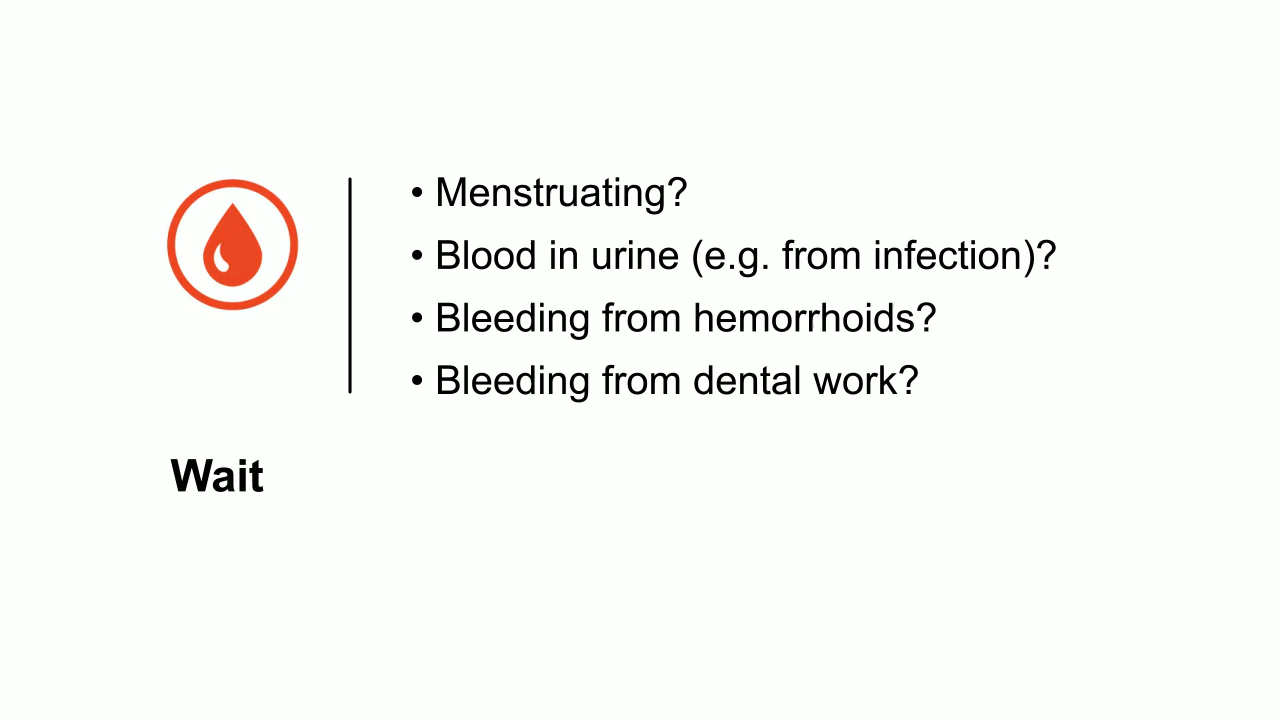 • Menstruating?
• Blood in urine (e.g. from infection)?
• Bleeding from hemorrhoids?
• Bleeding from dental work?
Wait